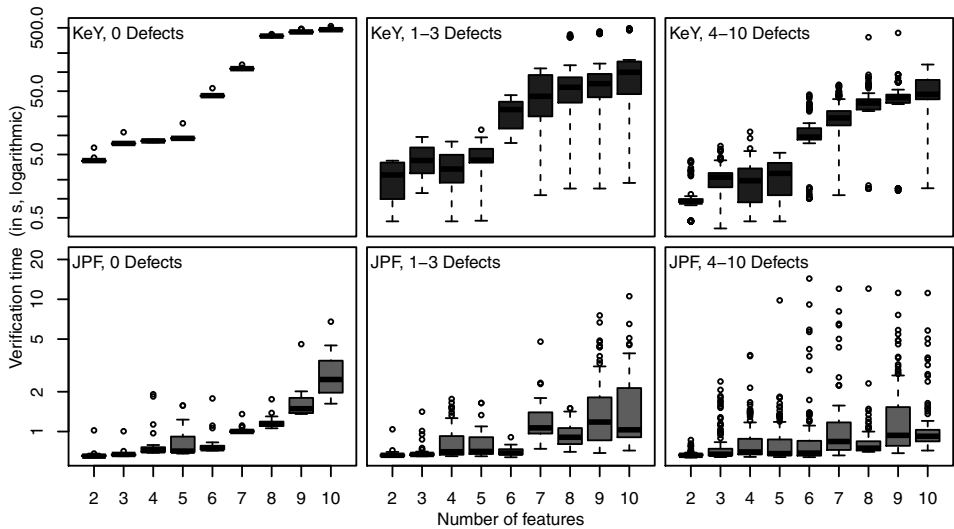 KeY, 0 Defects
KeY, 1−3 Defects
KeY, 4−10 Defects
500.0
50.0
5.0
0.5
(in s, logarithmic)
JPF, 0 Defects
JPF, 1−3 Defects
JPF, 4−10 Defects
20
10
5
2
1
Verification time
2 3 4 5 6 7 8 9 10
2 3 4 5 6 7 8 9 10
2 3 4 5 6 7 8 9 10
Number of features